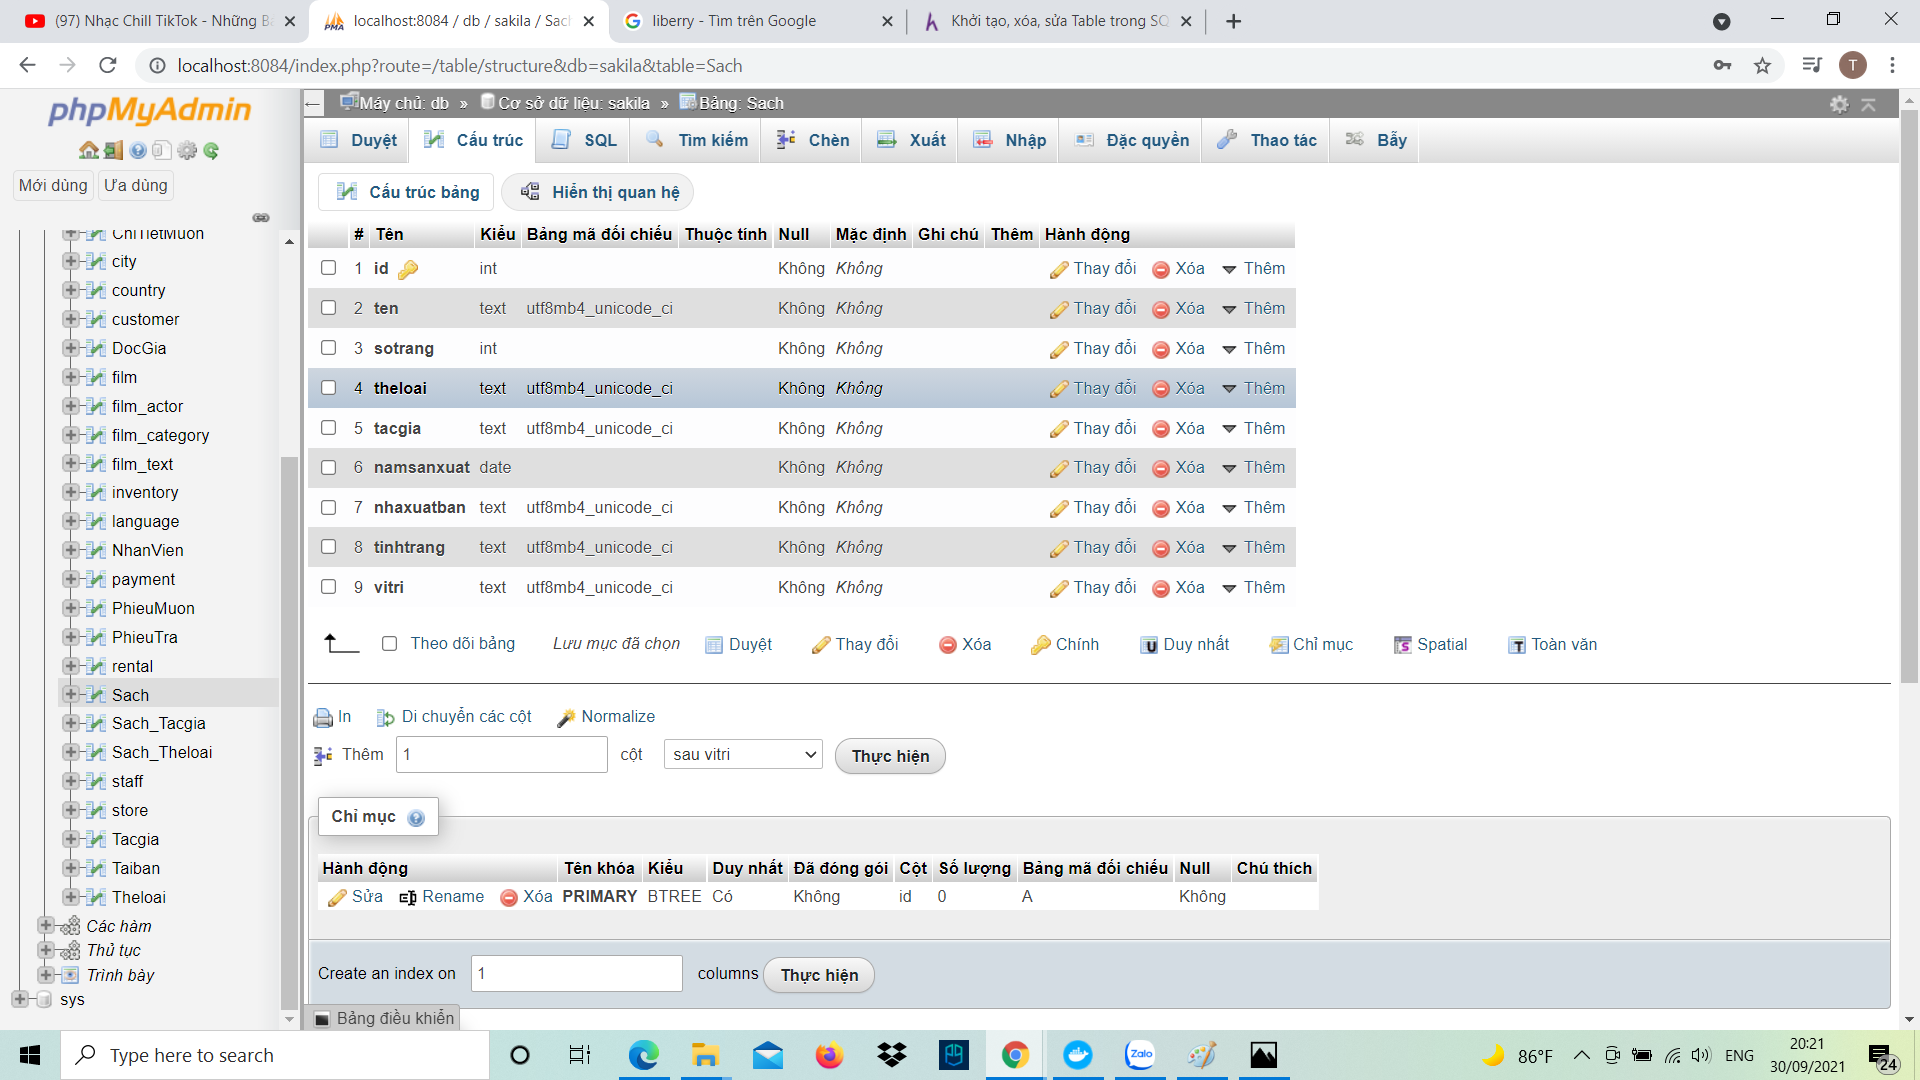 (97) Nhạc Chill TikTok - Những B
localhost:8084 / db / sakila / Sach
liberry - Tìm trên Google
Khởi tạo, xóa, sửa Table trong SQ
localhost:8084/index.php?route=/table/structure&db=sakila&table=Sach
T
phpMyAdmin
Mới dùng
Ưa dùng
ChiTietMuon
city
country
customer
DocGia
film
film_actor
film_category
film_text
inventory
language
NhanVien
payment
PhieuMuon
PhieuTra
rental
Sach
Sach_Tacgia
Sach_Theloai
staff
store
Tacgia
Taiban
Theloai
Các hàm
Thủ tục
Trình bày
sys
Máy chủ: db » Cơ sở dữ liệu: sakila » Bảng: Sach
Duyệt Cấu trúc SQL Tìm kiếm Chèn Xuất Nhập Đặc quyền Thao tác Bẫy
Cấu trúc bảng Hiển thị quan hệ
# Tên Kiểu Bảng mã đối chiếu Thuộc tính Null Mặc định Ghi chú Thêm Hành động
1 id int Không Không Thay đổi Xóa Thêm
2 ten text utf8mb4_unicode_ci Không Không Thay đổi Xóa Thêm
3 sotrang int Không Không Thay đổi Xóa Thêm
4 theloai text utf8mb4_unicode_ci Không Không Thay đổi Xóa Thêm
5 tacgia text utf8mb4_unicode_ci Không Không Thay đổi Xóa Thêm
6 namsanxuat date Không Không Thay đổi Xóa Thêm
7 nhaxuatban text utf8mb4_unicode_ci Không Không Thay đổi Xóa Thêm
8 tinhtrang text utf8mb4_unicode_ci Không Không Thay đổi Xóa Thêm
9 vitri text utf8mb4_unicode_ci Không Không Thay đổi Xóa Thêm
Theo dõi bảng Lưu mục đã chọn Duyệt Thay đổi Xóa Chính Duy nhất Chỉ mục Spatial Toàn văn
In Di chuyển các cột Normalize
Thêm 1 cột sau vitri Thực hiện
Chỉ mục
Hành động Tên khóa Kiểu Duy nhất Đã đóng gói Cột Số lượng Bảng mã đối chiếu Null Chú thích
Sửa Rename Xóa PRIMARY BTREE Có Không id 0 A Không
Create an index on 1 columns Thực hiện
Bảng điều khiển
Type here to search
Zalo
86°F
ENG
20:21
30/09/2021
24